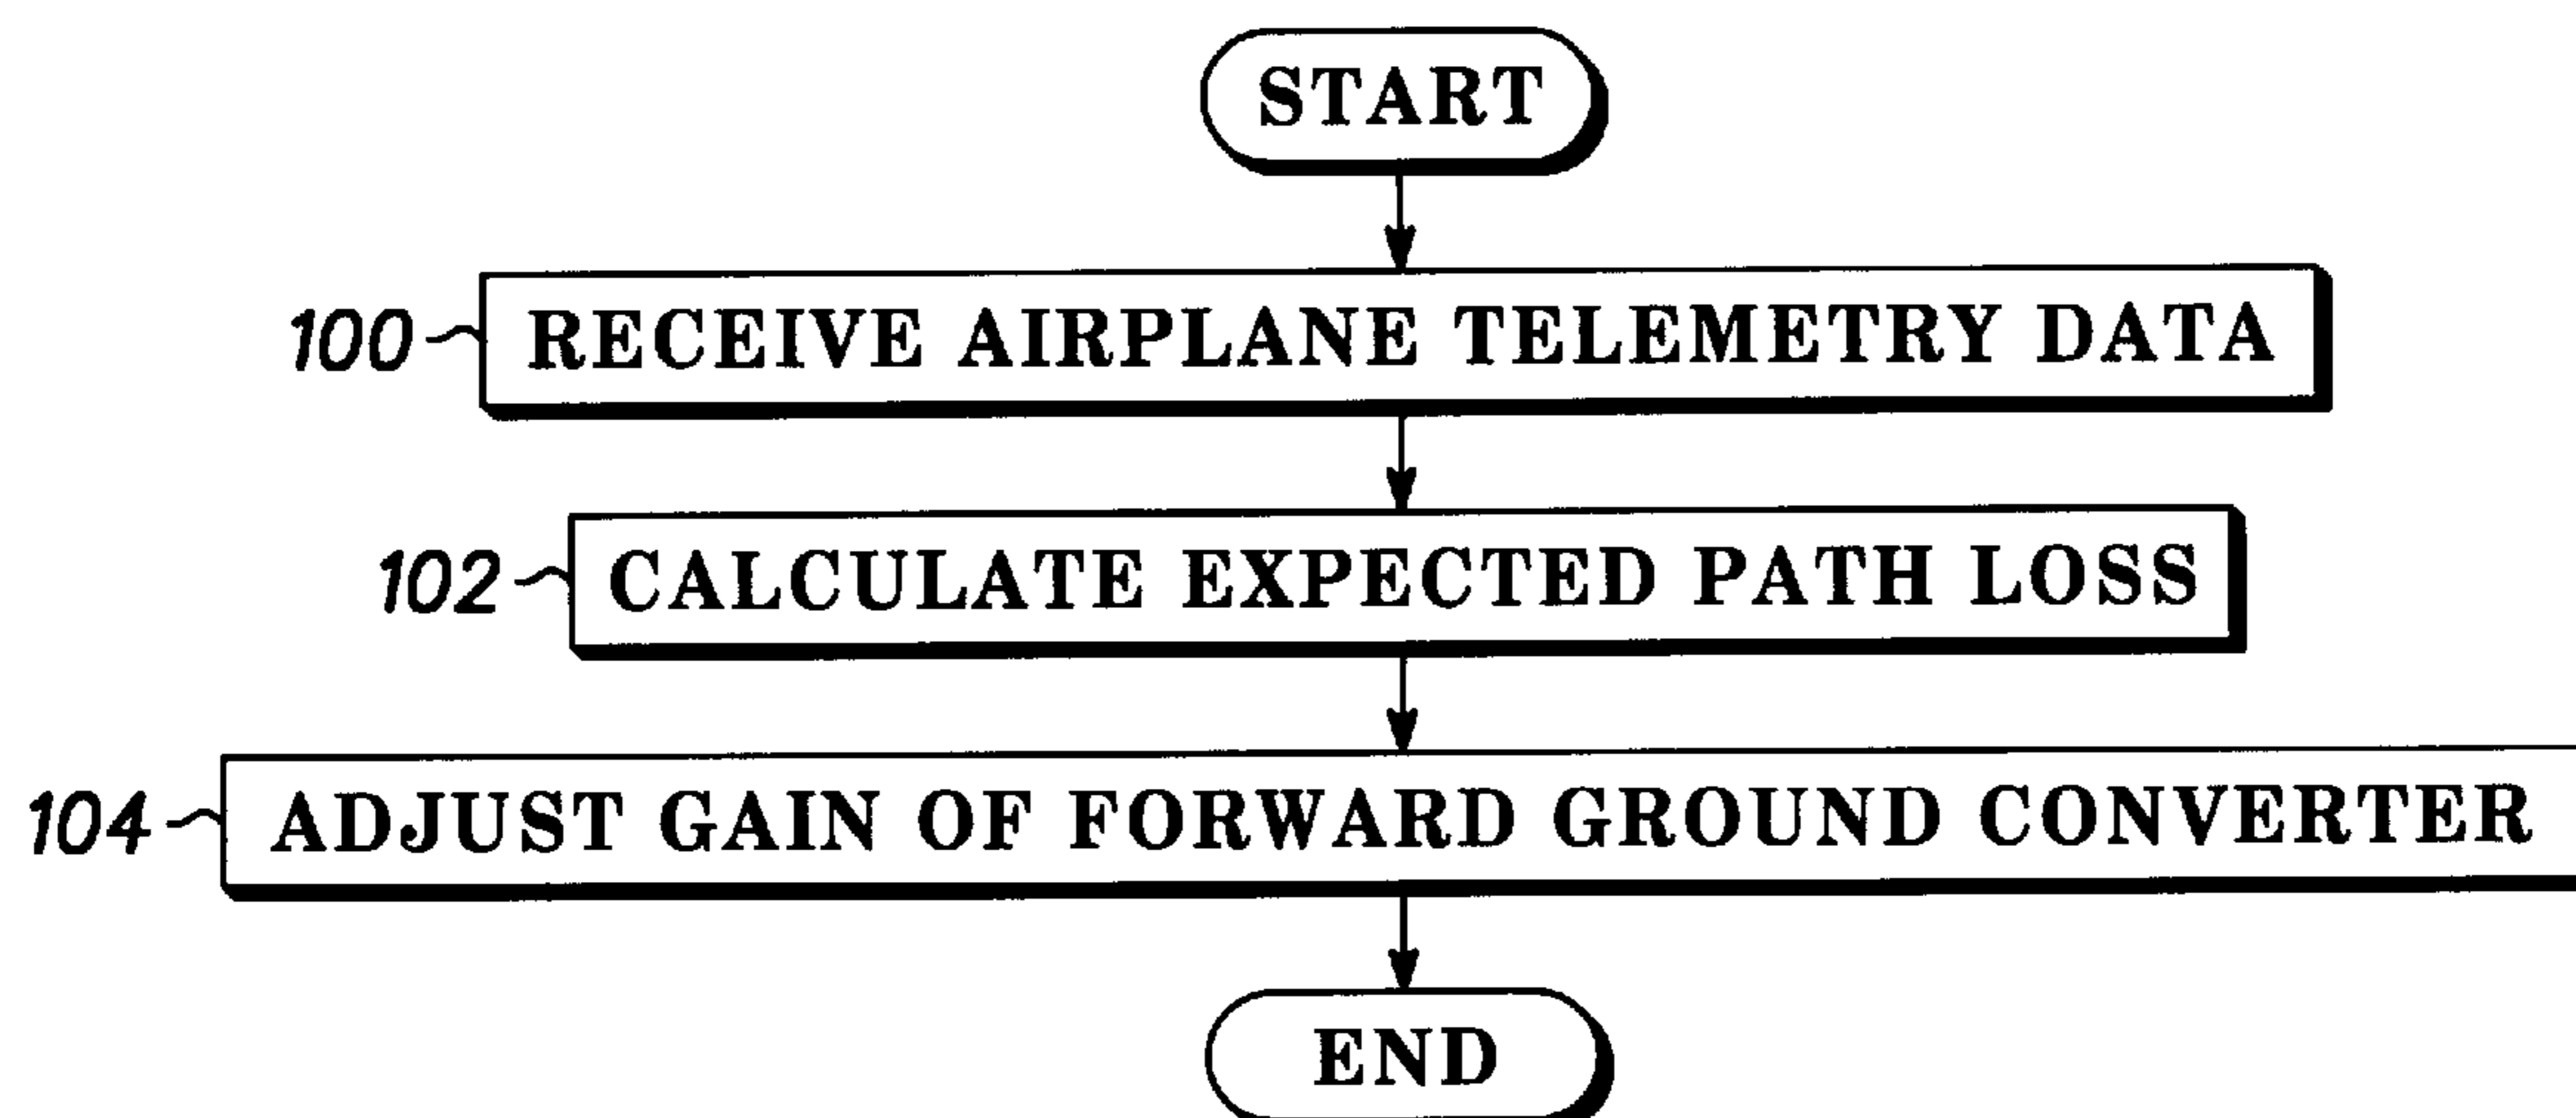 START
100 RECEIVE AIRPLANE TELEMETRY DATA
102 CALCULATE EXPECTED PATH LOSS
104 ADJUST GAIN OF FORWARD GROUND CONVERTER
END